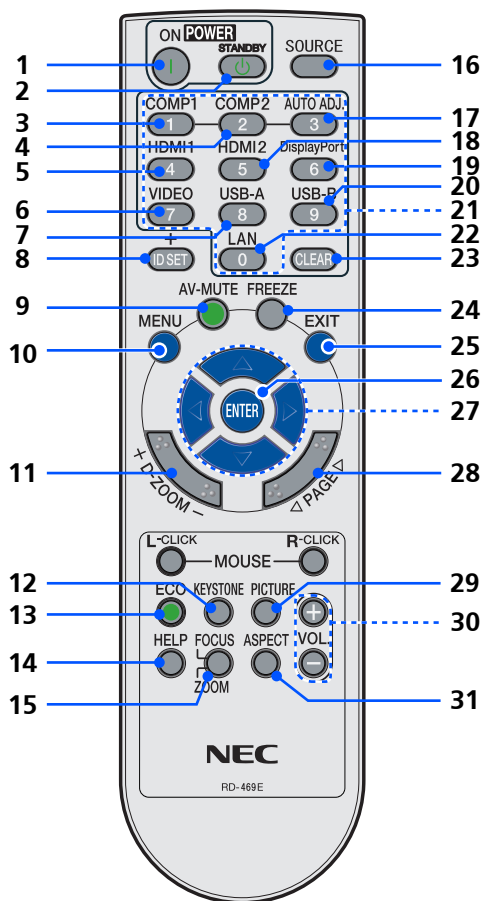 ON POWER
STANDBY
SOURCE
1
2
16
COMP1 COMP2 AUTO ADJ.
1 2 3
3
4
17
HDMI1 HDMI2 DisplayPort
4 5 6
5
18
19
VIDEO USB-A USB-B
7 8 9
6
7
20
21
+ LAN
ID SET 0 CLEAR
8
22
23
AV-MUTE FREEZE
9
24
MENU EXIT
10
25
ENTER
26
27
+ D-ZOOM −
◁ PAGE ▷
11
28
L-CLICK R-CLICK
MOUSE
ECO KEYSTONE PICTURE
12
13
29
+
VOL.
−
30
HELP FOCUS ASPECT
ZOOM
14
15
31
NEC
RD-469E